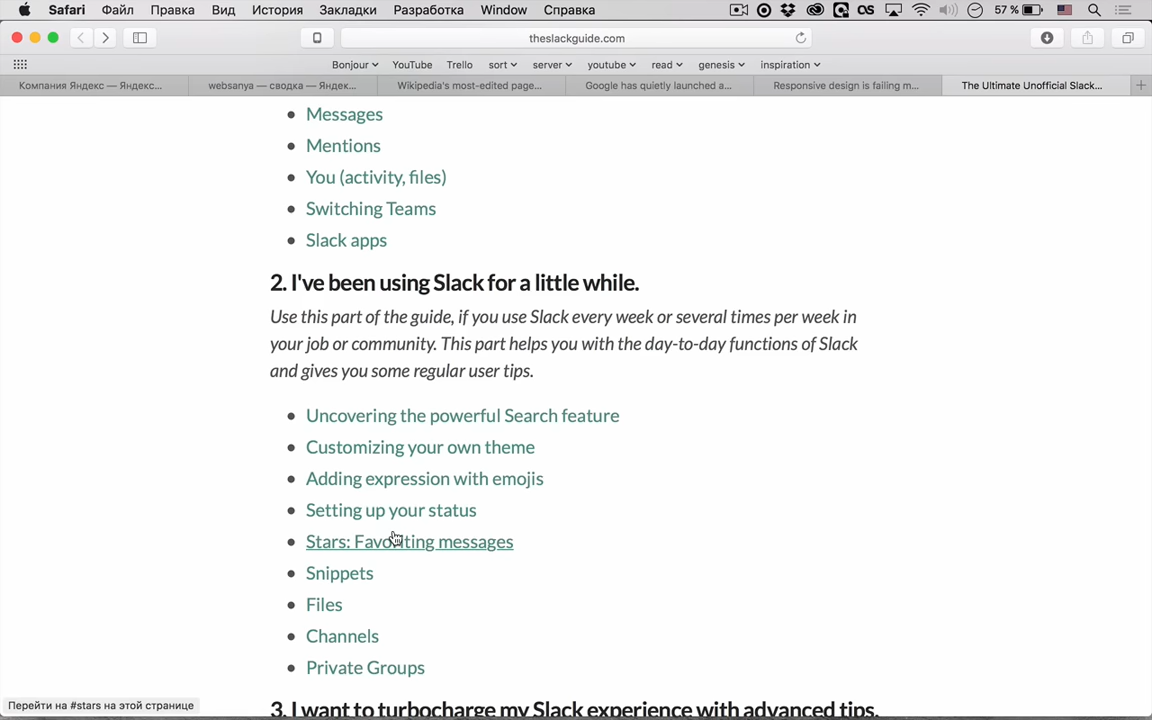 Safari Файл Правка Вид История Закладки Разработка Window Справка 57 %
theslackguide.com
Bonjour YouTube Trello sort server youtube read genesis inspiration
Компания Яндекс — Яндекс... websanya — сводка — Яндек... Wikipedia's most-edited page... Google has quietly launched a... Responsive design is failing m... The Ultimate Unofficial Slack...
Messages
Mentions
You (activity, files)
Switching Teams
Slack apps
2. I've been using Slack for a little while.
Use this part of the guide, if you use Slack every week or several times per week in
your job or community. This part helps you with the day-to-day functions of Slack
and gives you some regular user tips.
Uncovering the powerful Search feature
Customizing your own theme
Adding expression with emojis
Setting up your status
Stars: Favoriting messages
Snippets
Files
Channels
Private Groups
Перейти на #stars на этой странице
3. I want to turbocharge my Slack experience with advanced tips.